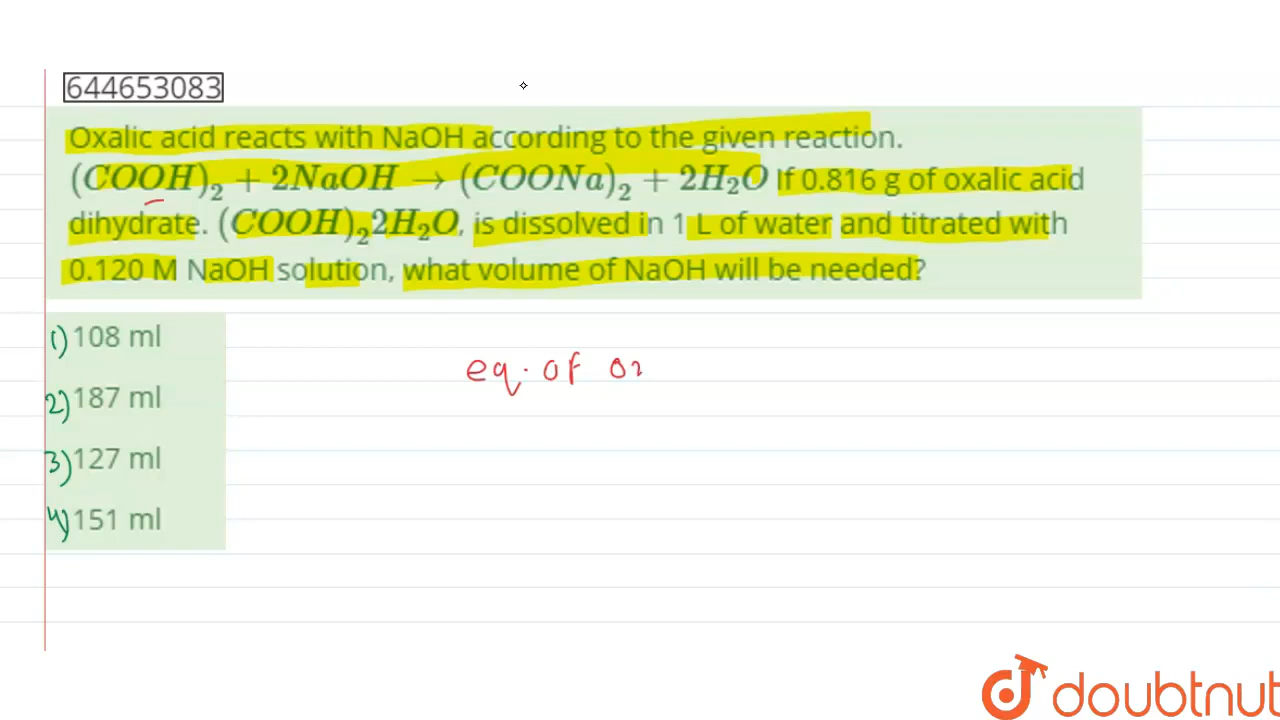 644653083
Oxalic acid reacts with NaOH according to the given reaction.
(COOH)₂ + 2NaOH → (COONa)₂ + 2H₂O If 0.816 g of oxalic acid
dihydrate. (COOH)₂2H₂O, is dissolved in 1 L of water and titrated with
0.120 M NaOH solution, what volume of NaOH will be needed?
1) 108 ml
2) 187 ml
3) 127 ml
4) 151 ml
eq. of ox
doubtnut